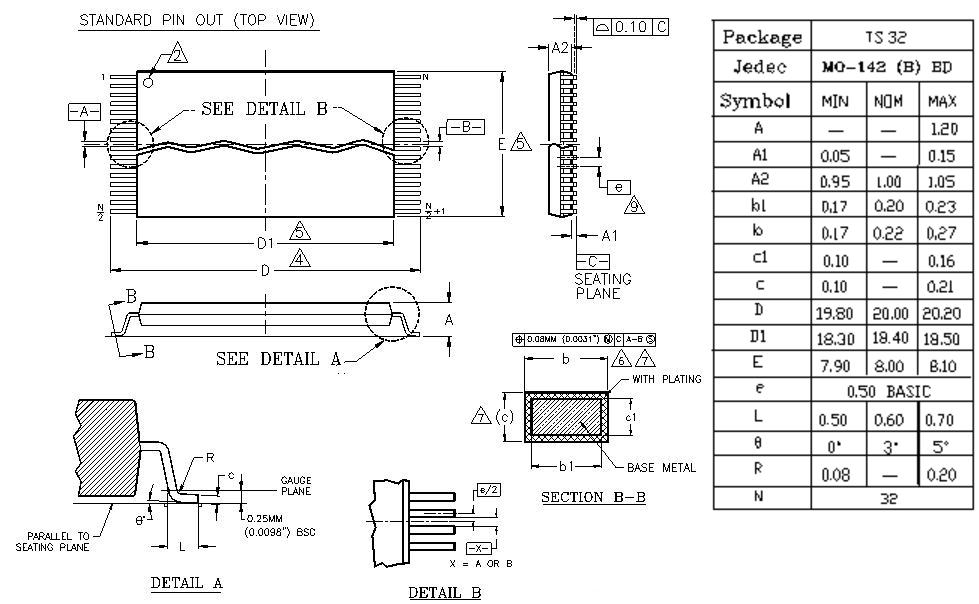 STANDARD PIN OUT (TOP VIEW)
2
1
N
-A-
SEE DETAIL B
-B-
E 5
N/2
N/2 +1
D1 5
D 4
⌓ 0.10 C
A2
e
9
A1
-C-
SEATING
PLANE
B
B
A
SEE DETAIL A
⌖ 0.08MM (0.0031") Ⓜ C A-B Ⓢ
b 6 7
WITH PLATING
7 (c)
c1
b1
BASE METAL
SECTION B-B
R
c
GAUGE
PLANE
θ°
0.25MM
(0.0098") BSC
PARALLEL TO
SEATING PLANE
L
DETAIL A
e/2
-X-
X = A OR B
DETAIL B
Package TS 32
Jedec MO-142 (B) BD
Symbol MIN NOM MAX
A — — 1.20
A1 0.05 — 0.15
A2 0.95 1.00 1.05
b1 0.17 0.20 0.23
b 0.17 0.22 0.27
c1 0.10 — 0.16
c 0.10 — 0.21
D 19.80 20.00 20.20
D1 18.30 18.40 18.50
E 7.90 8.00 8.10
e 0.50 BASIC
L 0.50 0.60 0.70
θ 0° 3° 5°
R 0.08 — 0.20
N 32